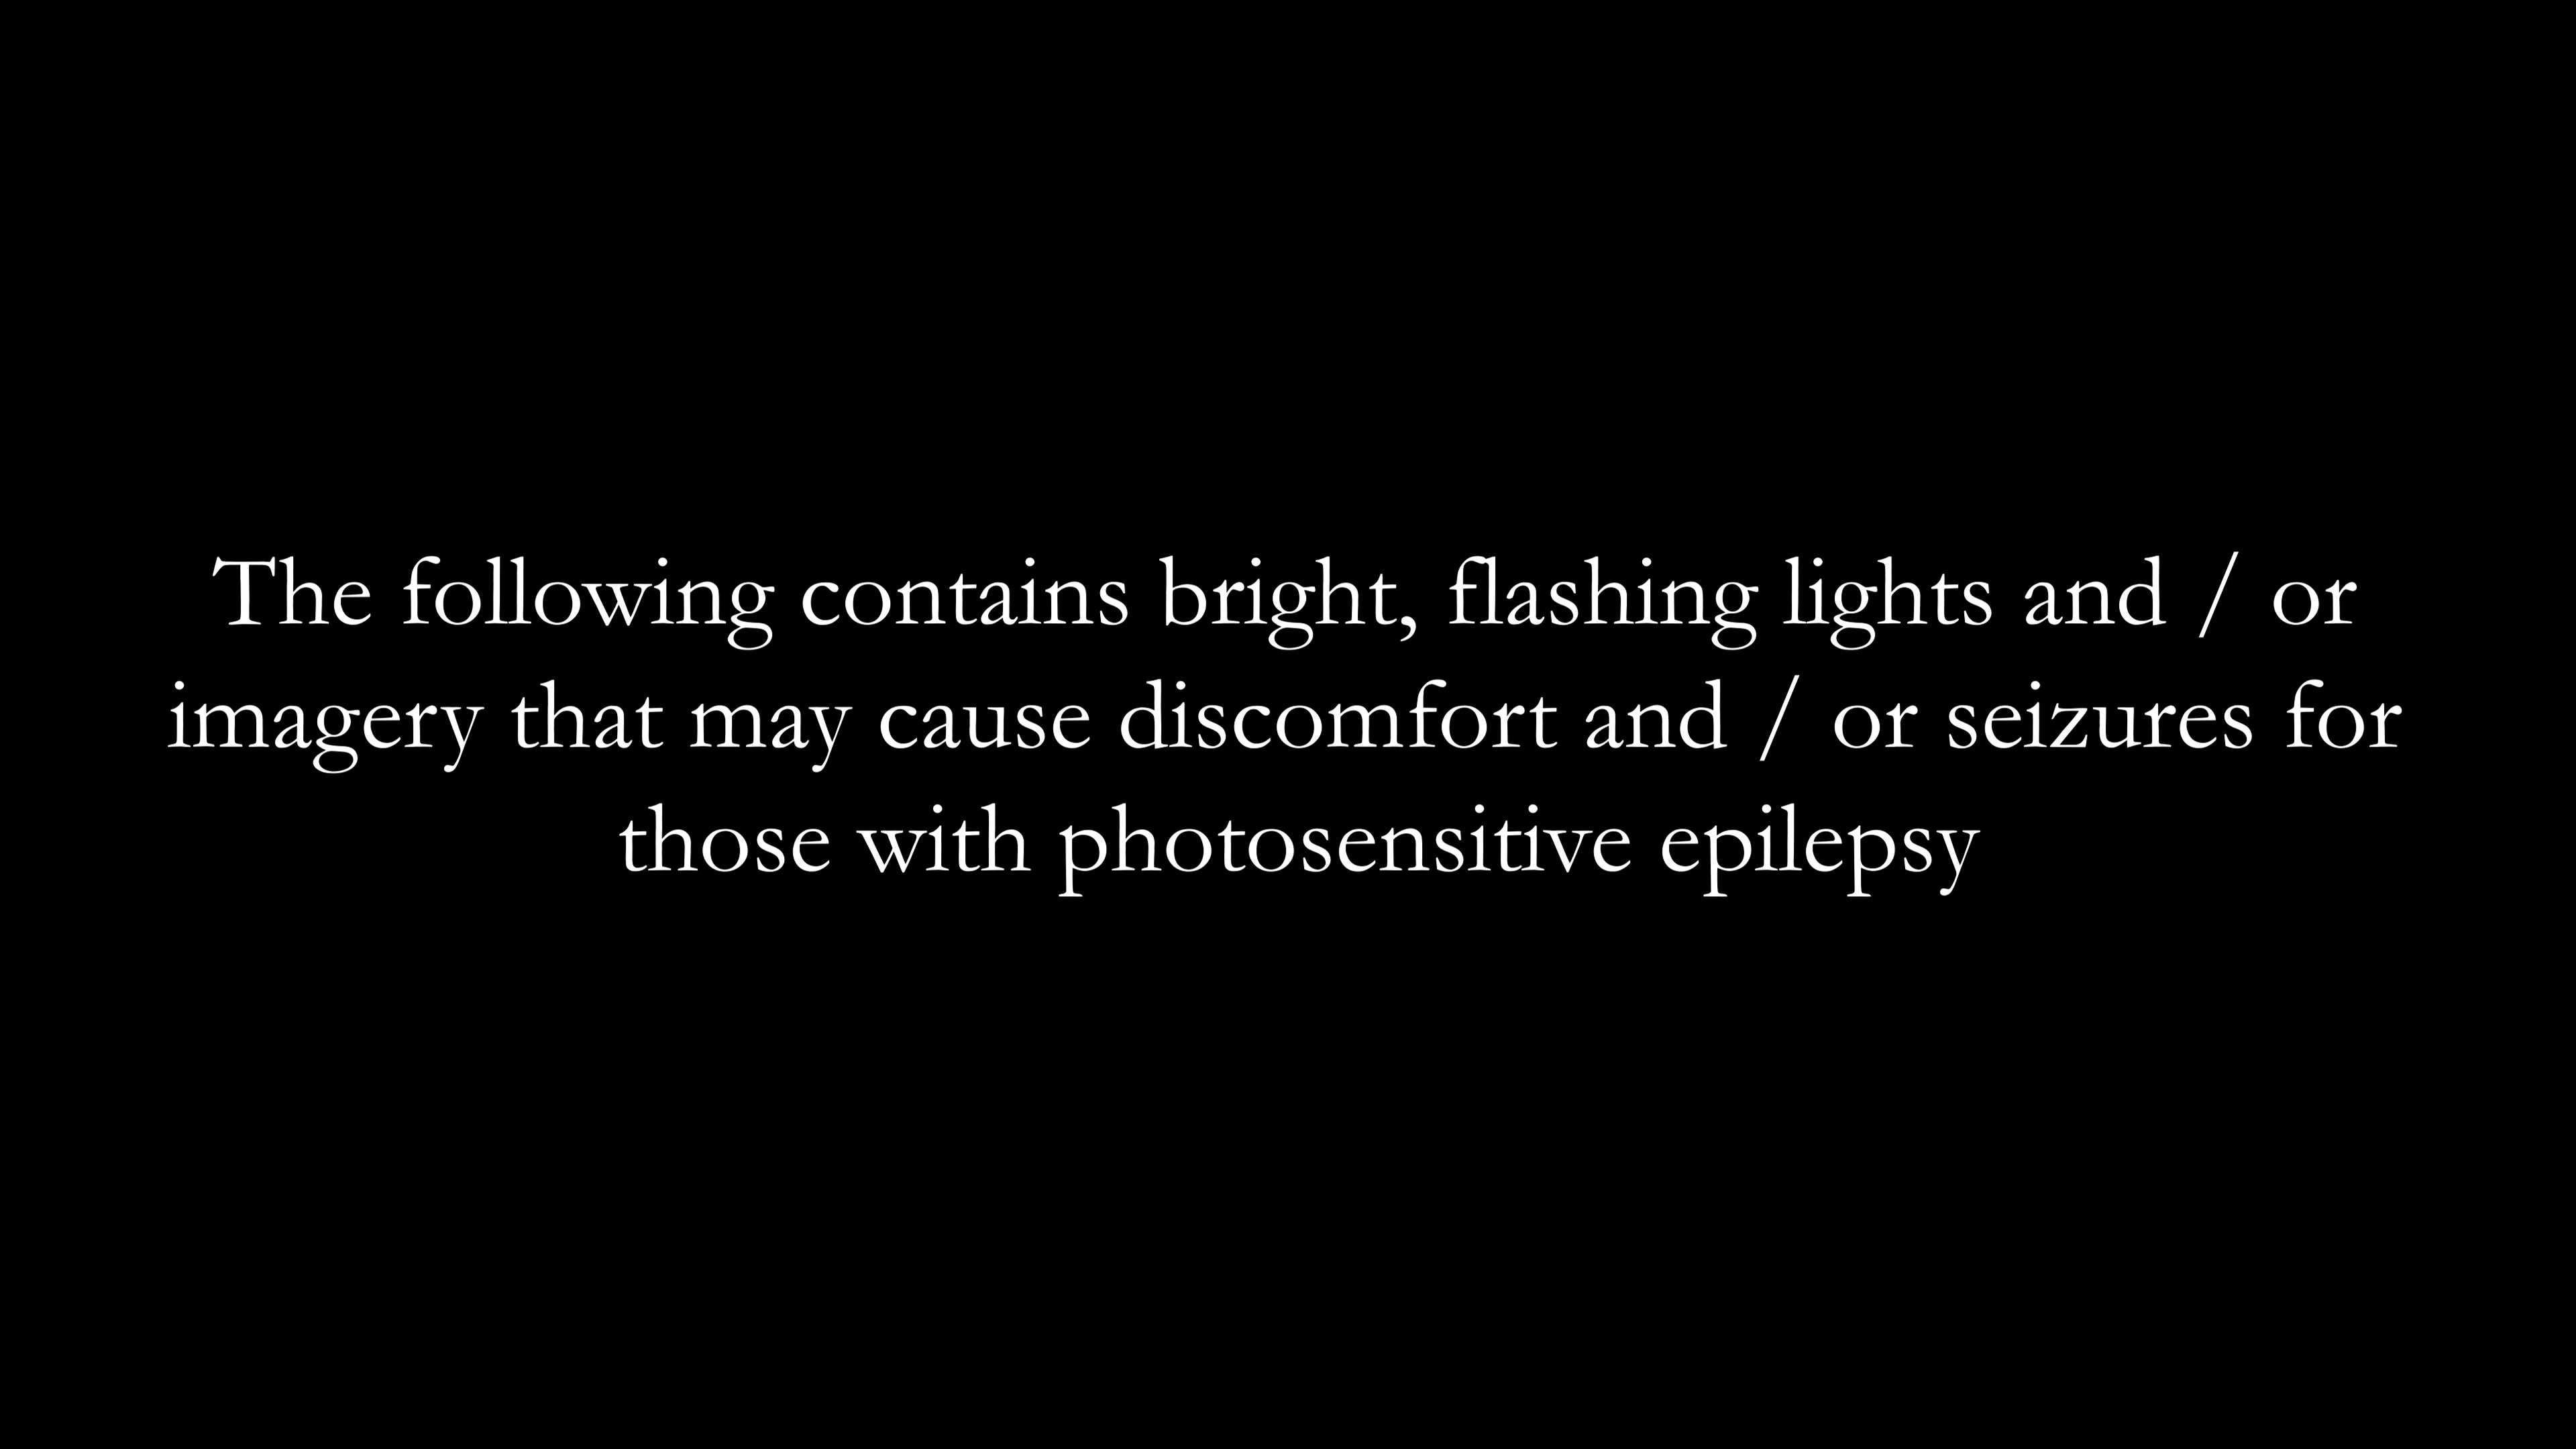 The following contains bright, flashing lights and / or
imagery that may cause discomfort and / or seizures for
those with photosensitive epilepsy